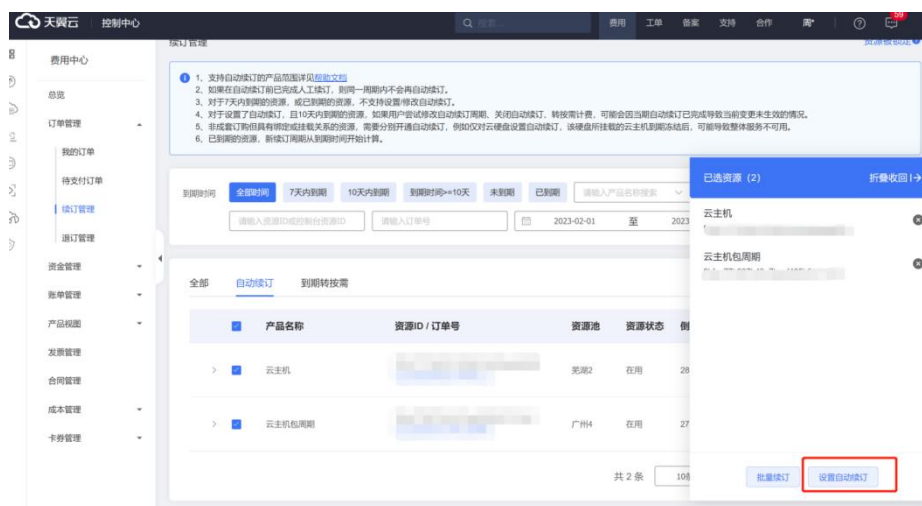 天翼云 控制中心 搜索... 费用 工单 备案 支持 合作 周* 59
续订管理 资源被锁定
费用中心
总览
订单管理
我的订单
待支付订单
续订管理
退订管理
资金管理
账单管理
产品视图
发票管理
合同管理
成本管理
卡券管理
1、支持自动续订的产品范围详见帮助文档
2、如果在自动续订前已完成人工续订，则同一周期内不会再自动续订。
3、对于7天内到期的资源，或已到期的资源，不支持设置/修改自动续订。
4、对于设置了自动续订，且10天内到期的资源，如果用户尝试修改自动续订周期、关闭自动续订、转按需计费，可能会因当期自动续订已完成导致当前变更未生效的情况。
5、非成套订购但具有绑定或挂载关系的资源，需要分别开通自动续订，例如仅对云硬盘设置自动续订，该硬盘所挂载的云主机到期冻结后，可能导致整体服务不可用。
6、已到期的资源，新续订周期从到期时间开始计算。
到期时间 全部时间 7天内到期 10天内到期 到期时间>=10天 未到期 已到期 请输入产品名称搜索
请输入资源ID或控制台资源ID 请输入订单号 2023-02-01 至 2023
全部 自动续订 到期转按需
产品名称 资源ID / 订单号 资源池 资源状态 倒
云主机 芜湖2 在用 28
云主机包周期 广州4 在用 27
共 2 条 10条
已选资源（2） 折叠收回
云主机
云主机包周期
批量续订 设置自动续订